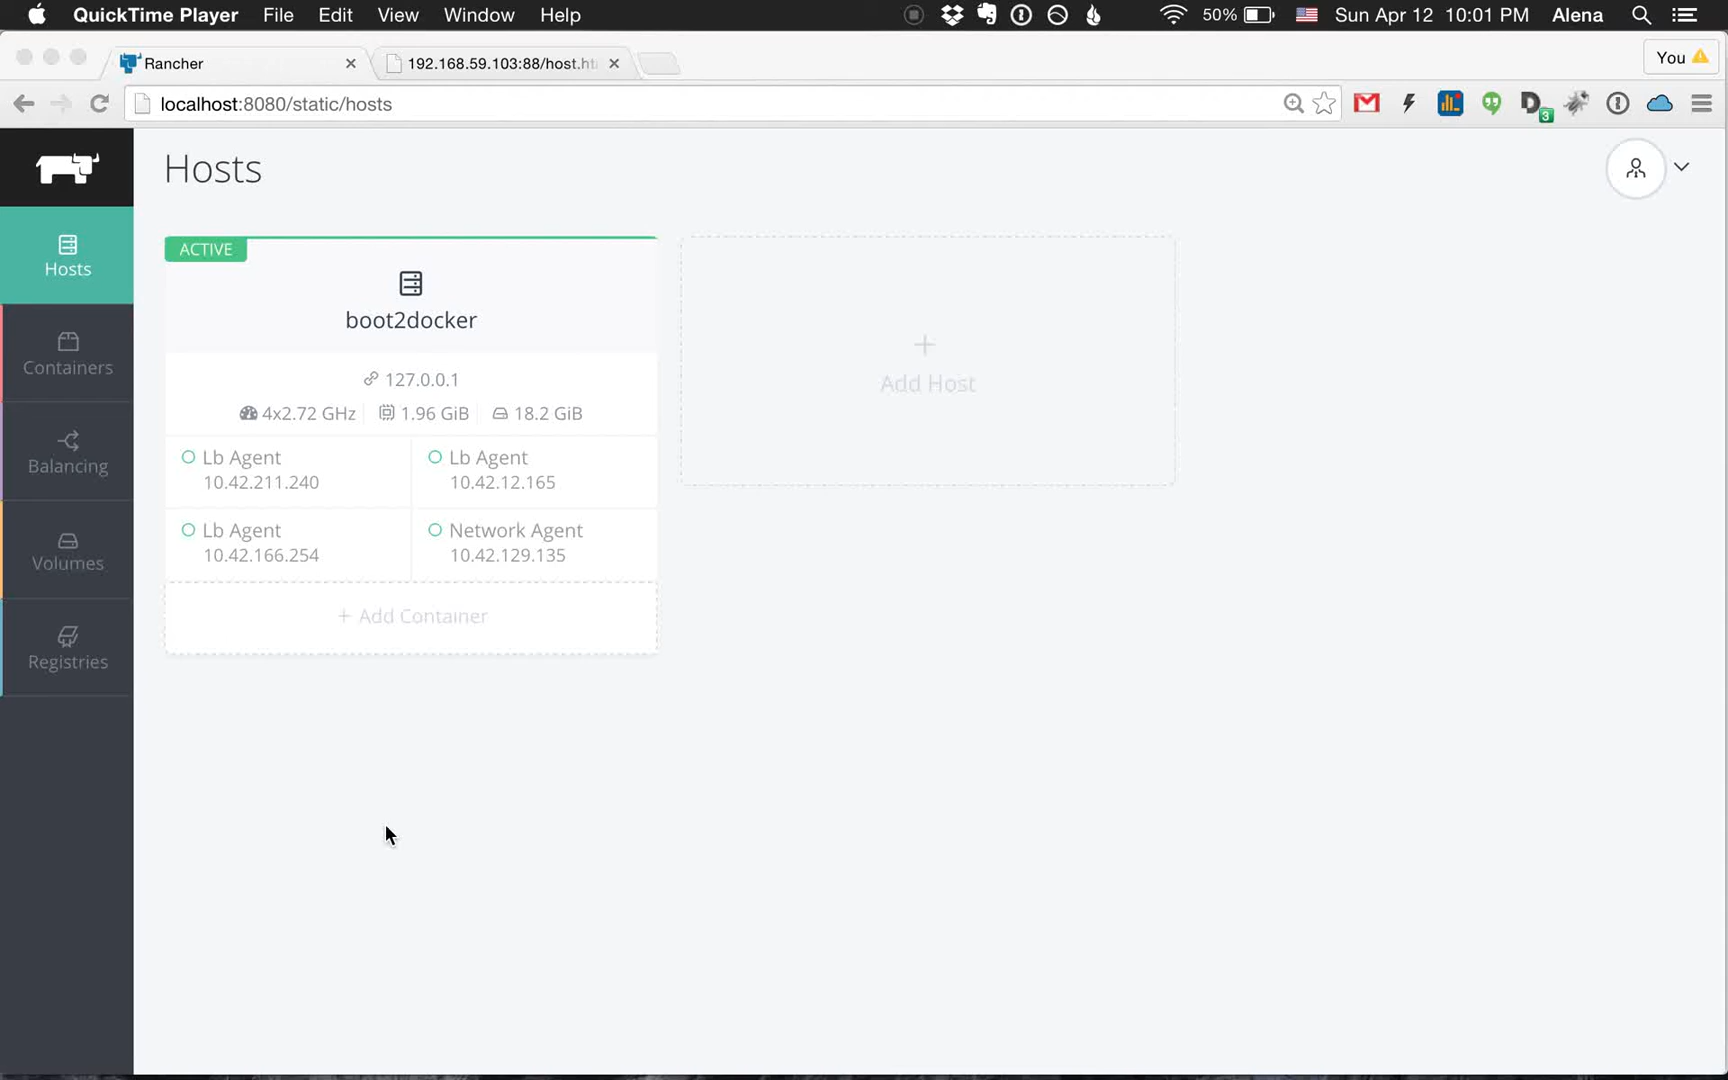 QuickTime Player File Edit View Window Help 50% Sun Apr 12 10:01 PM Alena
Rancher 192.168.59.103:88/host.ht You
localhost:8080/static/hosts 3
Hosts
Hosts
Containers
Balancing
Volumes
Registries
ACTIVE
boot2docker
127.0.0.1
4x2.72 GHz 1.96 GiB 18.2 GiB
Lb Agent
10.42.211.240
Lb Agent
10.42.12.165
Lb Agent
10.42.166.254
Network Agent
10.42.129.135
+ Add Container
+
Add Host